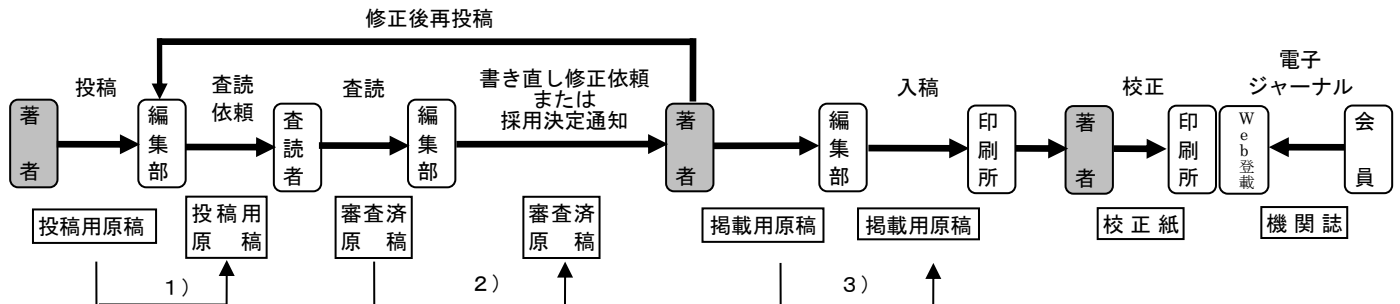 修正後再投稿
投稿
査読
依頼
査読
書き直し修正依頼
または
採用決定通知
入稿
校正
電子
ジャーナル
著者
編集部
査読者
編集部
著者
編集部
印刷所
著者
印刷所
Web登載
会員
投稿用原稿
投稿用
原稿
審査済
原稿
審査済
原稿
掲載用原稿
掲載用原稿
校正紙
機関誌
1）
2）
3）